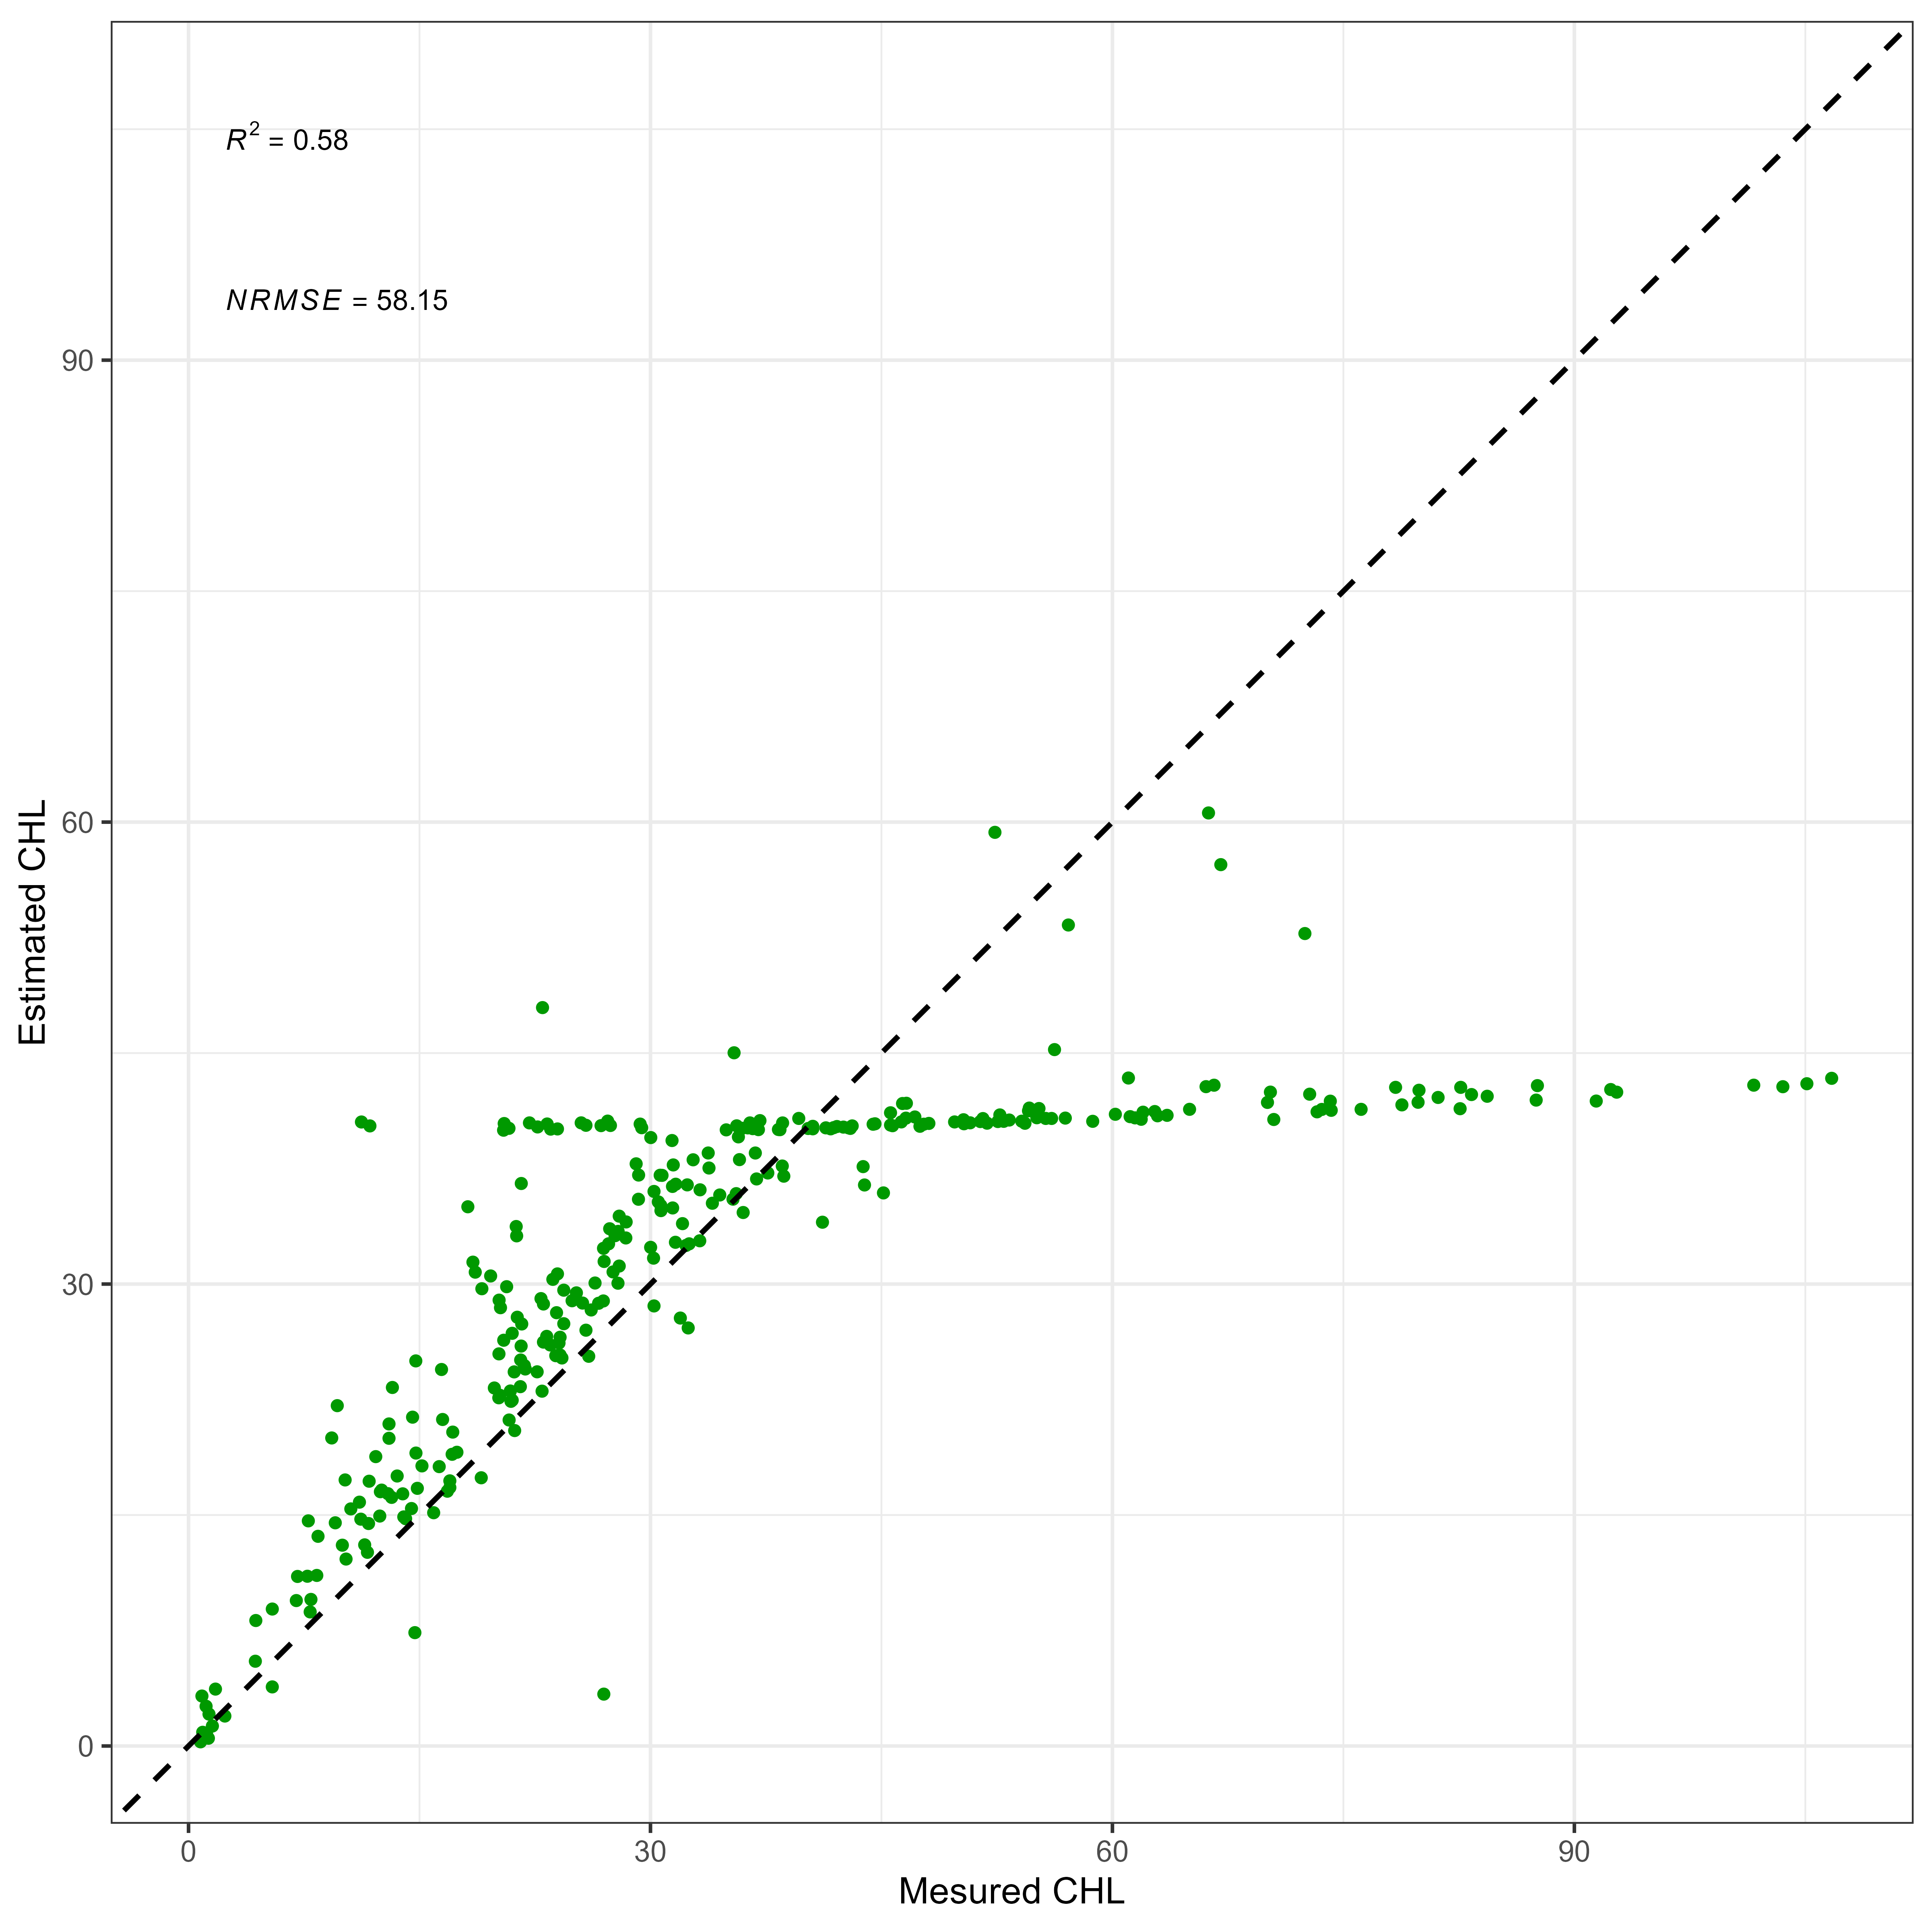 R² = 0.58
NRMSE = 58.15
90
60
30
0
Estimated CHL
0 30 60 90
Mesured CHL